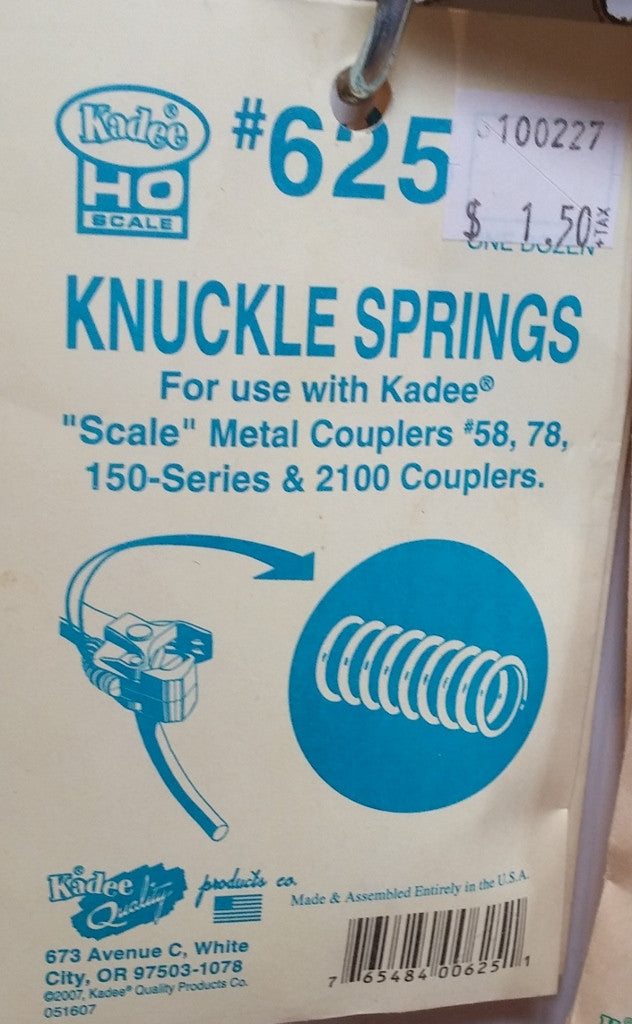 Kadee®
HO
SCALE
#625
100227
$ 1.50 +TAX
ONE DOZEN
KNUCKLE SPRINGS
For use with Kadee®
"Scale" Metal Couplers #58, 78,
150-Series & 2100 Couplers.
Kadee® Quality products co.
Made & Assembled Entirely in the U.S.A.
673 Avenue C, White
City, OR 97503-1078
©2007, Kadee® Quality Products Co.
051607
7 65484 00625 1